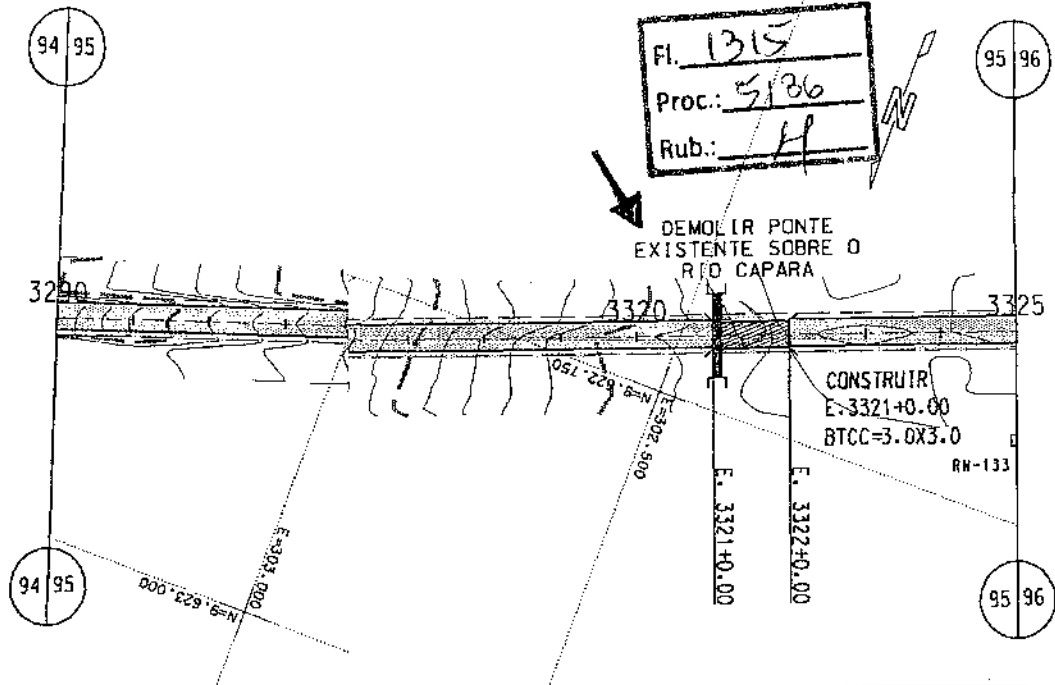 94 95
Fl. 1315
Proc.: 5136
Rub.:
95 96
N
DEMOLIR PONTE
EXISTENTE SOBRE O
RIO CAPARA
3290
3320
3325
N=9.622.750
E=302.500
CONSTRUIR
E.3321+0.00
BTCC=3.0X3.0
RN-133
E. 3321+0.00
E. 3322+0.00
E=303.000
N=9.623.000
94 95
95 96